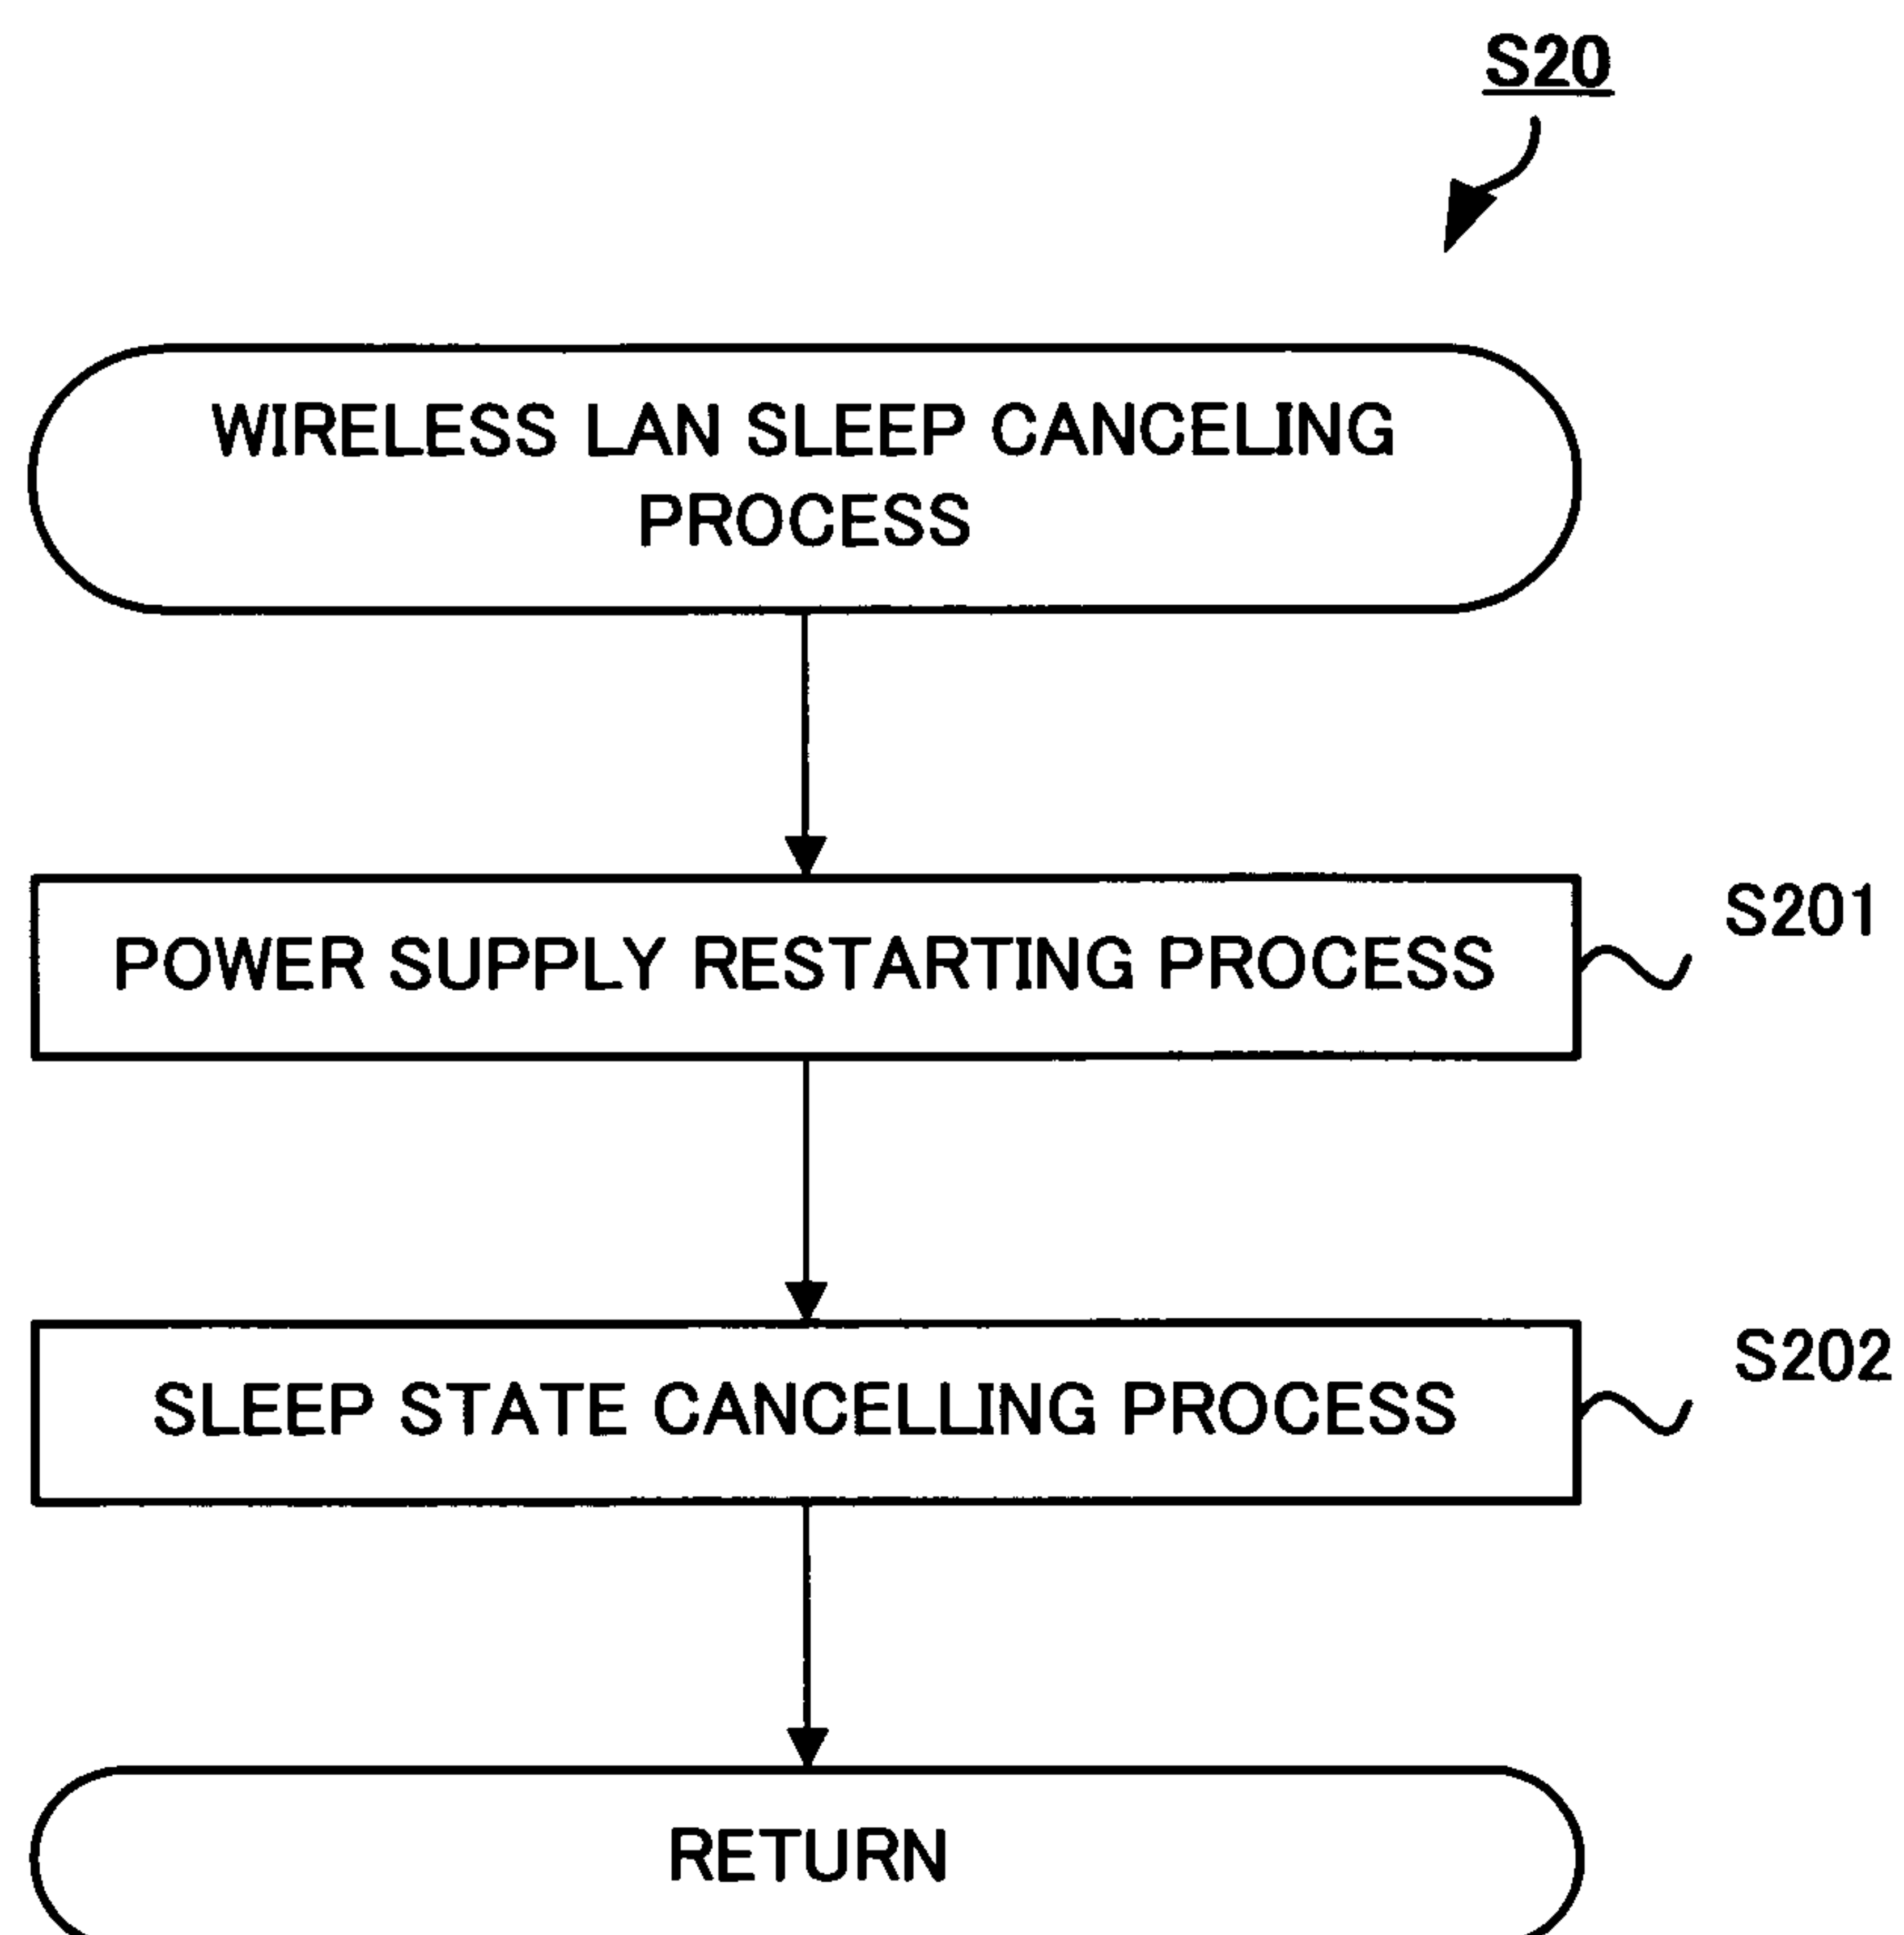 S20
WIRELESS LAN SLEEP CANCELING
PROCESS
POWER SUPPLY RESTARTING PROCESS
S201
SLEEP STATE CANCELLING PROCESS
S202
RETURN